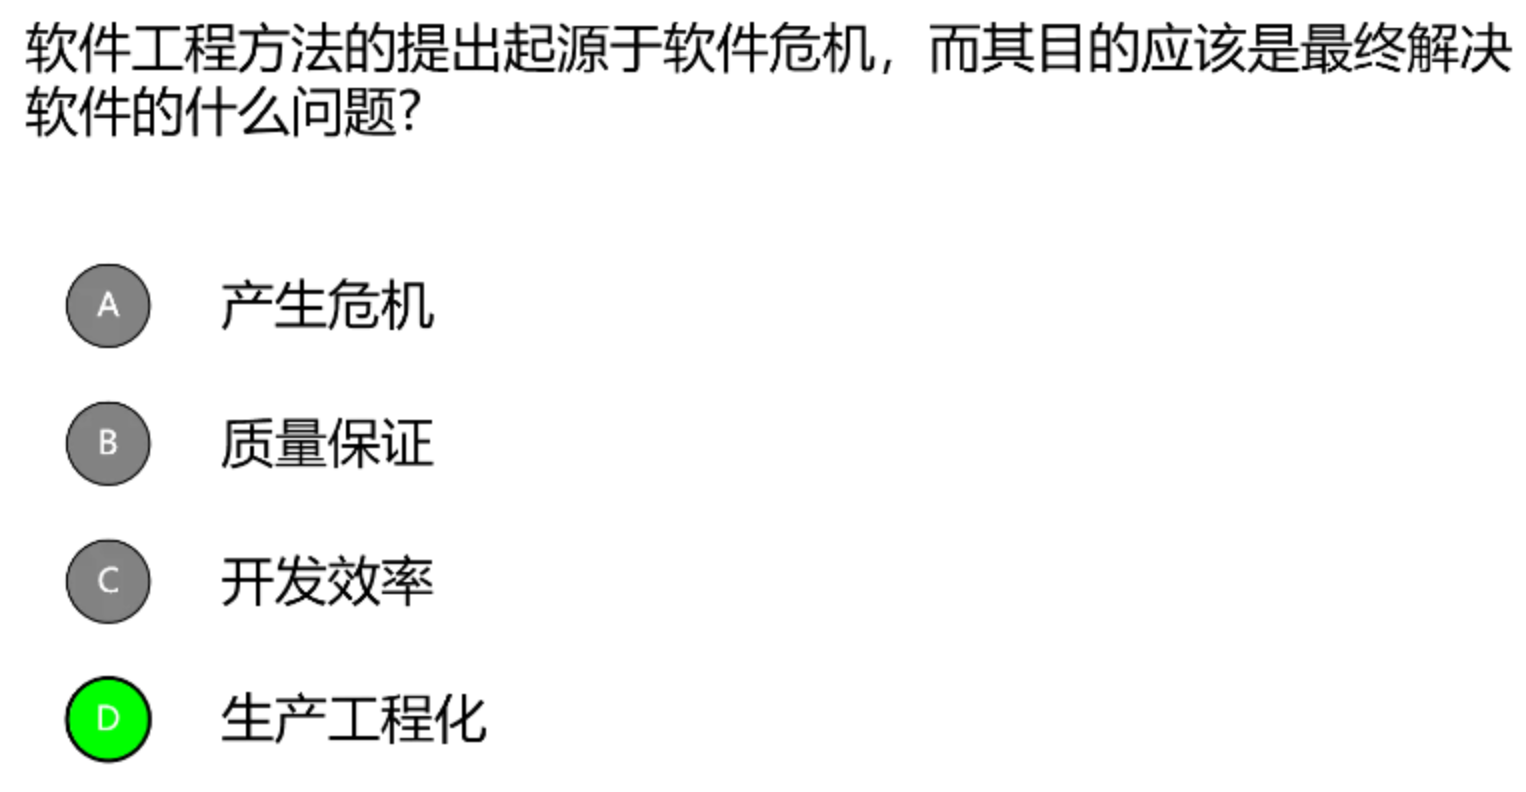 软件工程方法的提出起源于软件危机，而其目的应该是最终解决
软件的什么问题?
A 产生危机
B 质量保证
C 开发效率
D 生产工程化